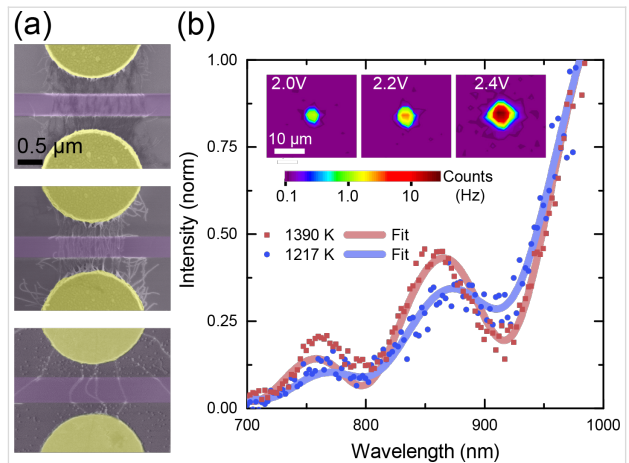 (a)
0.5 μm
(b)
Intensity (norm)
1.00
0.75
0.50
0.25
0.00
2.0V
2.2V
2.4V
10 μm
Counts
(Hz)
0.1
1.0
10
1390 K
Fit
1217 K
Fit
700
800
900
1000
Wavelength (nm)